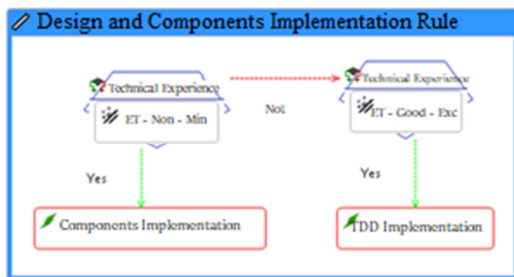 Design and Components Implementation Rule
Technical Experience
ET - Non - Min
Not
Technical Experience
ET - Good - Exc
Yes
Yes
Components Implementation
TDD Implementation